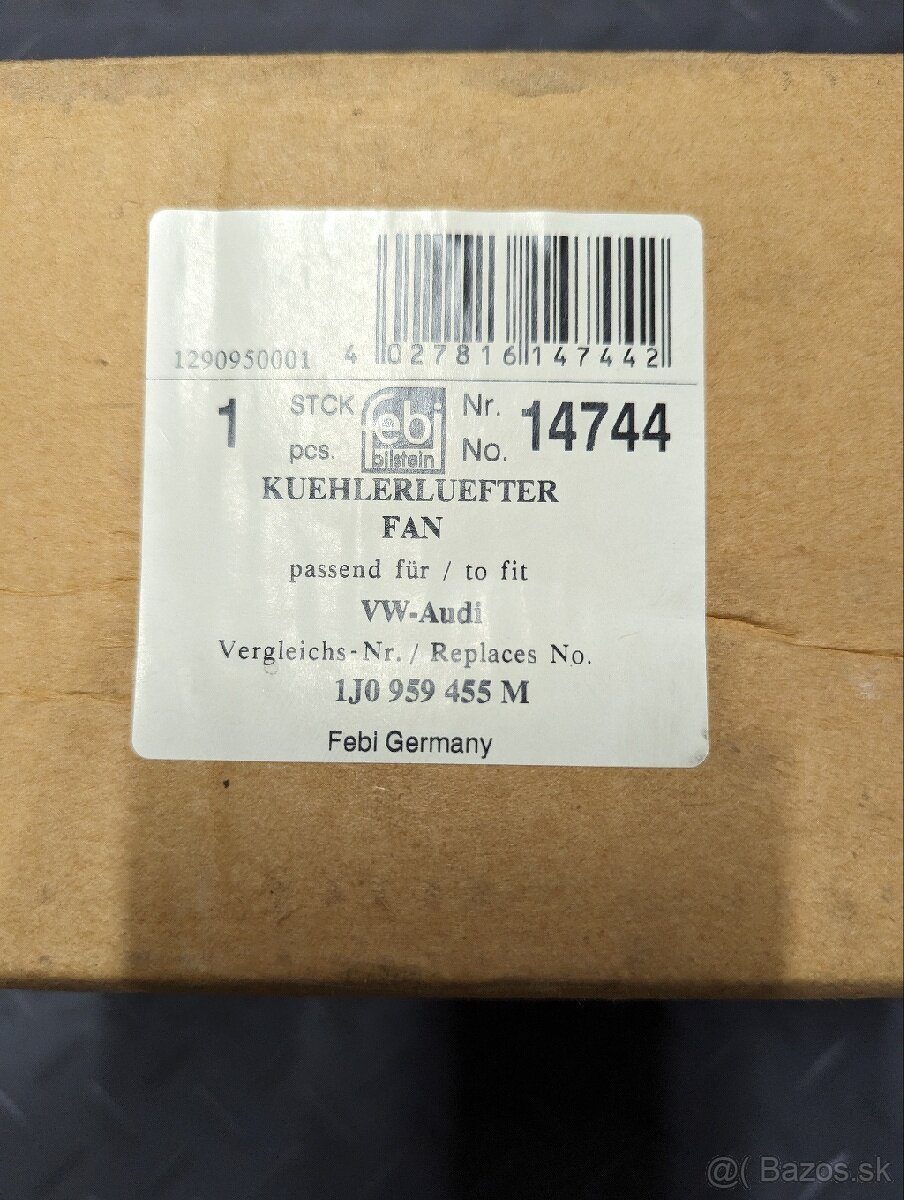 1290950001
4 027816 147442
1 STCK febi Nr. 14744
pcs. bilstein No.
KUEHLERLUEFTER
FAN
passend für / to fit
VW-Audi
Vergleichs-Nr. / Replaces No.
1J0 959 455 M
Febi Germany
@( Bazos.sk